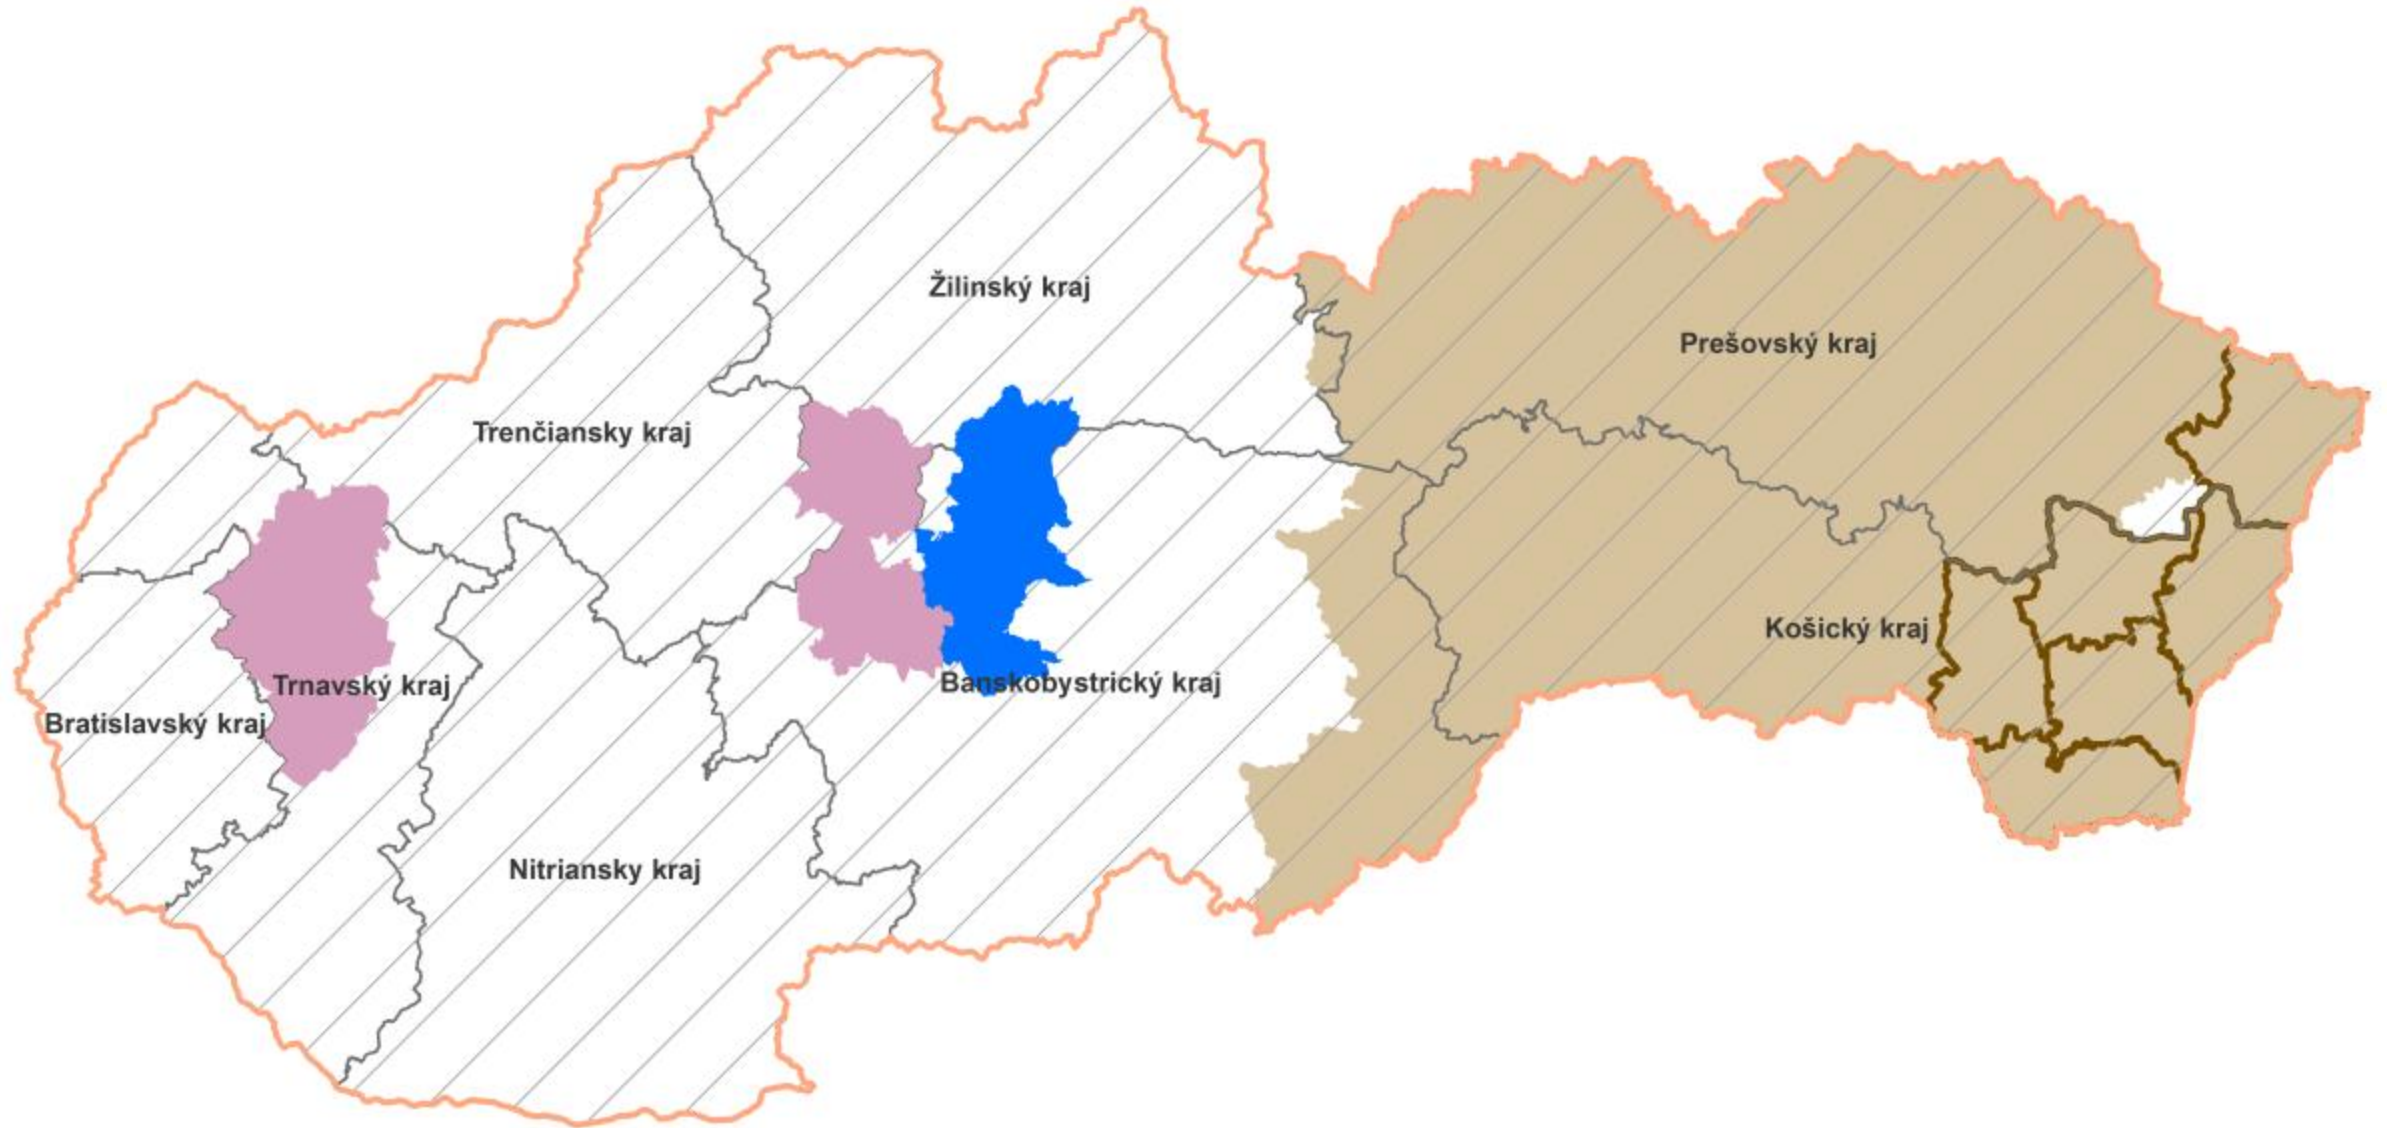 Žilinský kraj
Prešovský kraj
Trenčiansky kraj
Košický kraj
Trnavský kraj
Banskobystrický kraj
Bratislavský kraj
Nitriansky kraj